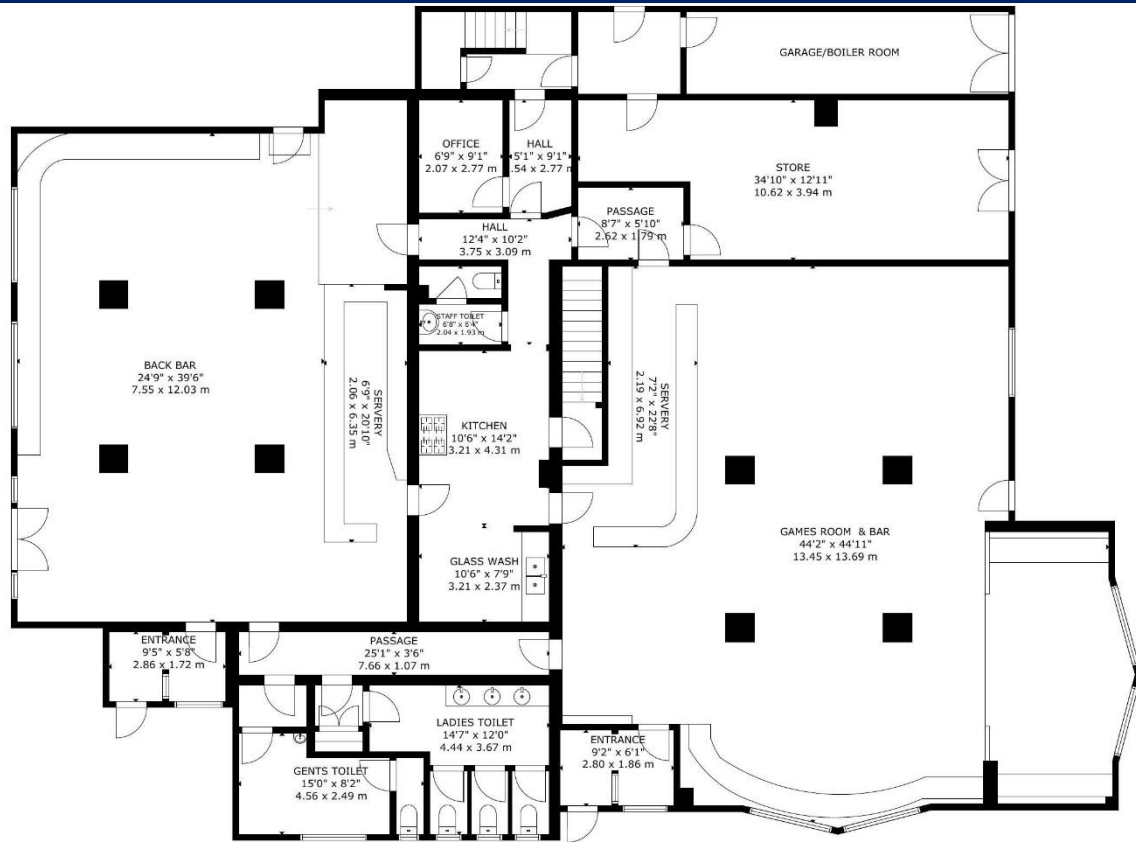 GARAGE/BOILER ROOM
OFFICE
6'9" x 9'1"
2.07 x 2.77 m
HALL
5'1" x 9'1"
.54 x 2.77 m
STORE
34'10" x 12'11"
10.62 x 3.94 m
PASSAGE
8'7" x 5'10"
2.62 x 1.79 m
HALL
12'4" x 10'2"
3.75 x 3.09 m
STAFF TOILET
6'8" x 6'4"
2.04 x 1.93 m
BACK BAR
24'9" x 39'6"
7.55 x 12.03 m
SERVERY
6'9" x 20'10"
2.06 x 6.35 m
KITCHEN
10'6" x 14'2"
3.21 x 4.31 m
SERVERY
7'2" x 22'8"
2.19 x 6.92 m
GAMES ROOM & BAR
44'2" x 44'11"
13.45 x 13.69 m
GLASS WASH
10'6" x 7'9"
3.21 x 2.37 m
ENTRANCE
9'5" x 5'8"
2.86 x 1.72 m
PASSAGE
25'1" x 3'6"
7.66 x 1.07 m
LADIES TOILET
14'7" x 12'0"
4.44 x 3.67 m
ENTRANCE
9'2" x 6'1"
2.80 x 1.86 m
GENTS TOILET
15'0" x 8'2"
4.56 x 2.49 m